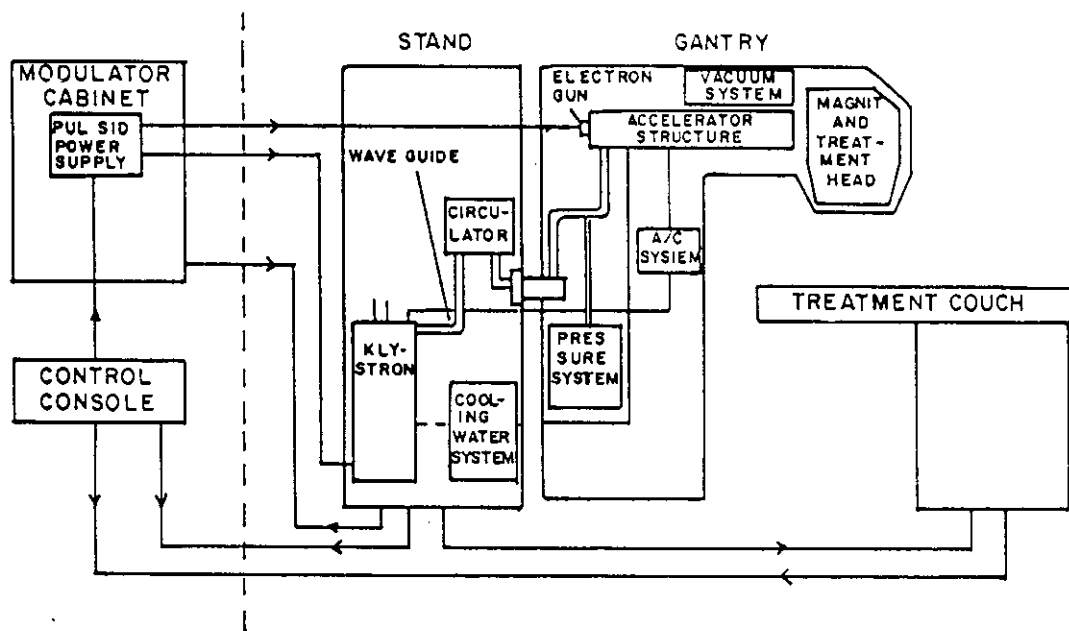 STAND
GANTRY
MODULATOR
CABINET
PUL SID
POWER
SUPPLY
ELECTRON
GUN
VACUUM
SYSTEM
ACCELERATOR
STRUCTURE
MAGNIT
AND
TREAT-
MENT
HEAD
WAVE GUIDE
CIRCU-
LATOR
A/C
SYSIEM
TREATMENT COUCH
KLY-
STRON
PRES
SURE
SYSTEM
CONTROL
CONSOLE
COOL-
ING
WATER
SYSTEM